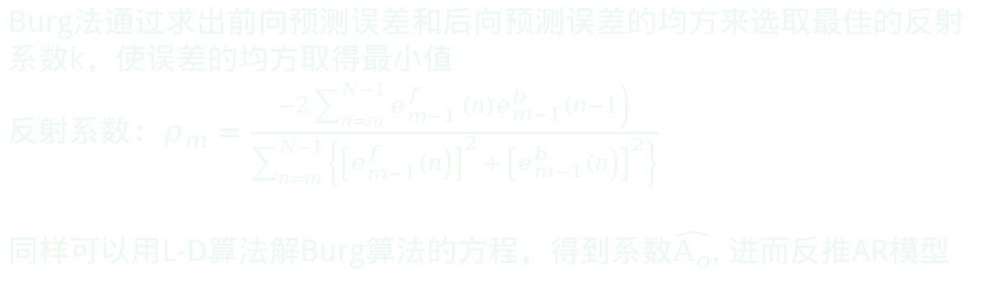 Burg法通过求出前向预测误差和后向预测误差的均方来选取最佳的反射
系数k，使误差的均方取得最小值
反射系数：$\rho_m = \frac{-2\sum_{n=m}^{N-1} e_{m-1}^{f}(n)e_{m-1}^{b}(n-1)}{\sum_{n=m}^{N-1}\left\{\left[e_{m-1}^{f}(n)\right]^2+\left[e_{m-1}^{b}(n)\right]^2\right\}}$
同样可以用L-D算法解Burg算法的方程，得到系数$\widehat{A_o}$, 进而反推AR模型